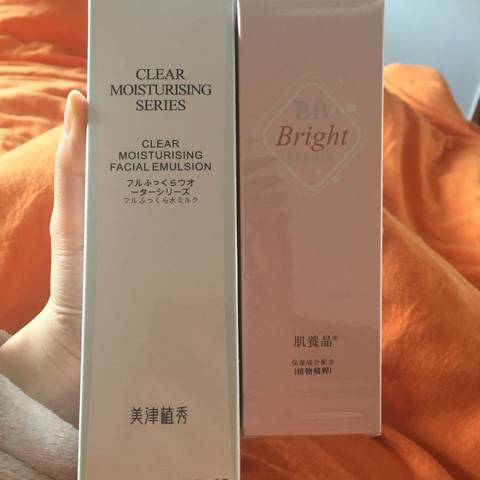 CLEAR
MOISTURISING
SERIES
CLEAR
MOISTURISING
FACIAL EMULSION
フルふっくらウオ
ーターシリーズ
フルふっくら水ミルク
美津植秀
BB
Bright
cream
肌養晶®
保湿成分配合
(植物精粹)